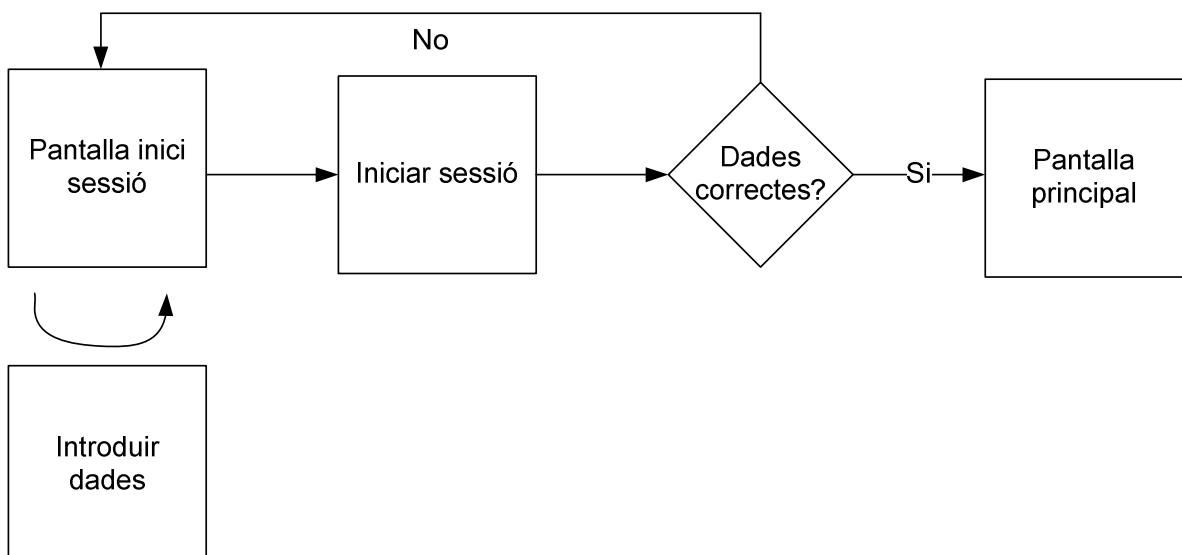 No
Pantalla inici
sessió
Iniciar sessió
Dades
correctes?
Si
Pantalla
principal
Introduir
dades